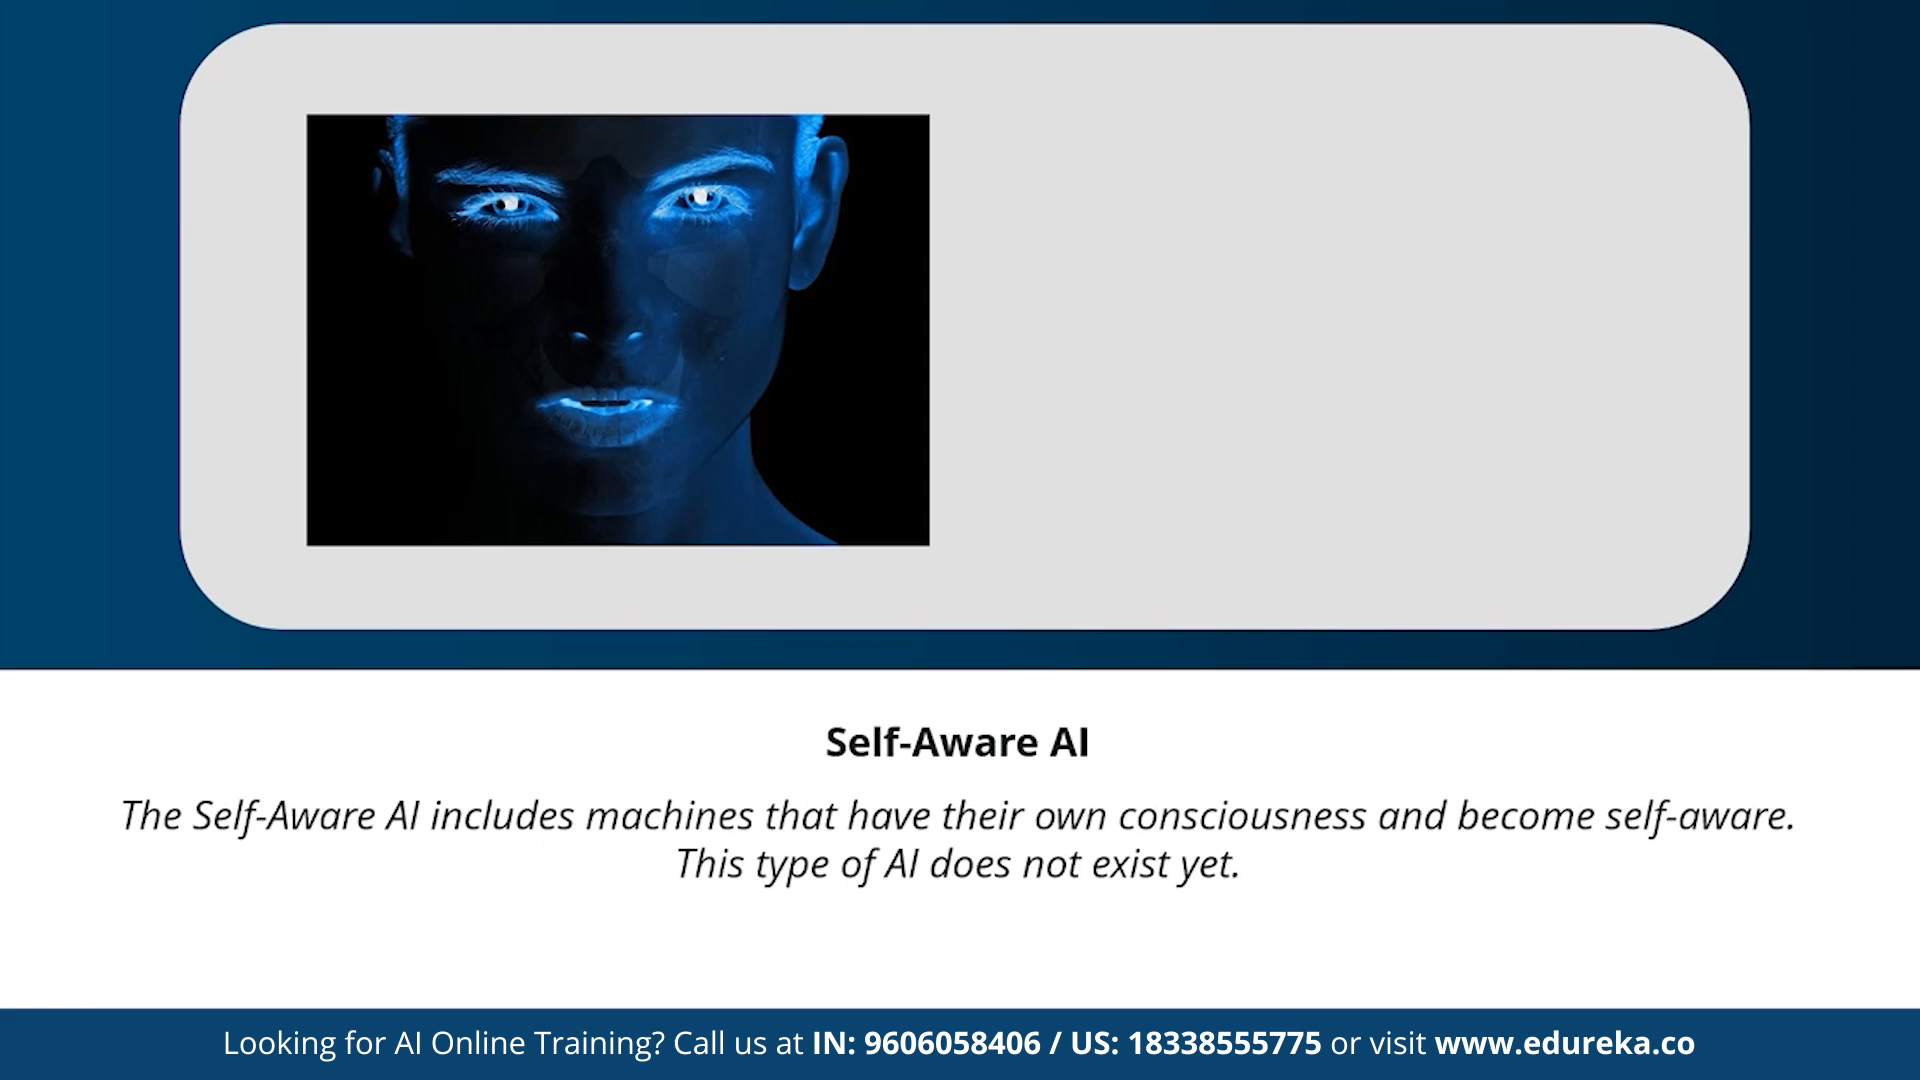 Self-Aware AI
The Self-Aware AI includes machines that have their own consciousness and become self-aware.
This type of AI does not exist yet.
Looking for AI Online Training? Call us at IN: 9606058406 / US: 18338555775 or visit www.edureka.co